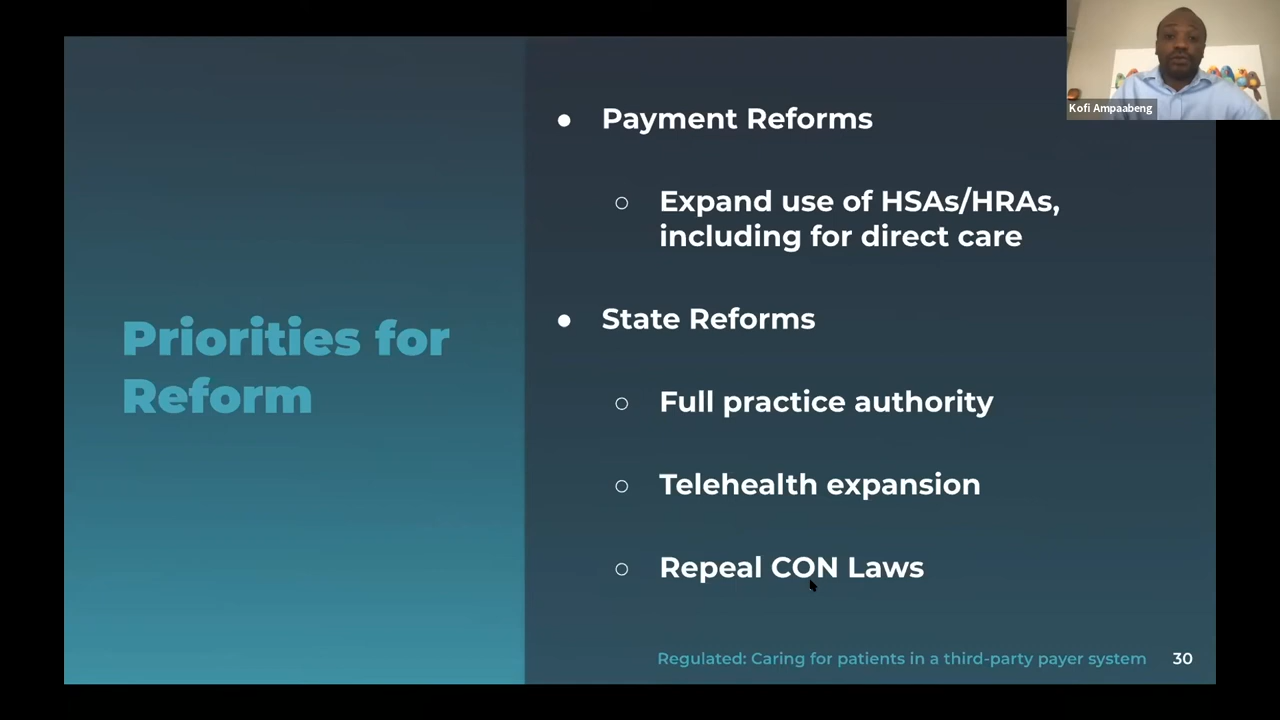 Kofi Ampaabeng
Priorities for
Reform
● Payment Reforms
○ Expand use of HSAs/HRAs,
including for direct care
● State Reforms
○ Full practice authority
○ Telehealth expansion
○ Repeal CON Laws
Regulated: Caring for patients in a third-party payer system 30